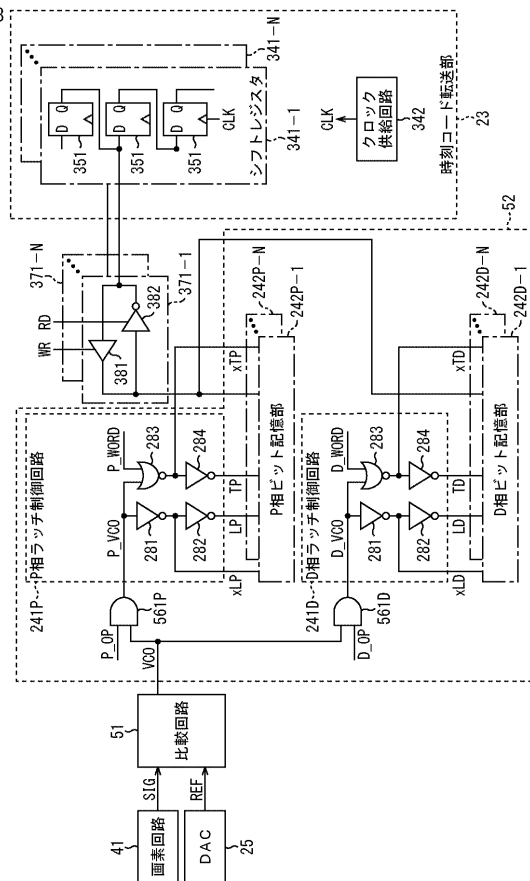 3
341-N
341-1
シフトレジスタ
D Q
351
D Q
351
D Q
351
CLK
CLK
クロック
供給回路
342
時刻コード転送部
23
52
371-N
371-1
WR
RD
381
382
242P-N
242P-1
242D-N
242D-1
241P
P相ラッチ制御回路
P_VCO
P_WORD
283
281
284
282
xTP
TP
LP
xLP
P相ビット記憶部
241D
D相ラッチ制御回路
D_VCO
D_WORD
283
281
284
282
xTD
TD
LD
xLD
D相ビット記憶部
P_OP
561P
D_OP
561D
VCO
51
比較回路
SIG
REF
41
画素回路
DAC
25